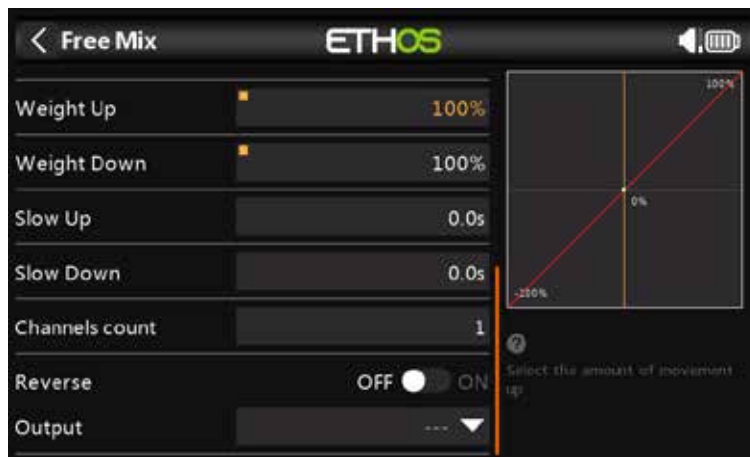 Free Mix
ETHOS
Weight Up 100%
Weight Down 100%
Slow Up 0.0s
Slow Down 0.0s
Channels count 1
Reverse OFF ON
Output ---
100%
0%
-100%
?
Select the amount of movement
up